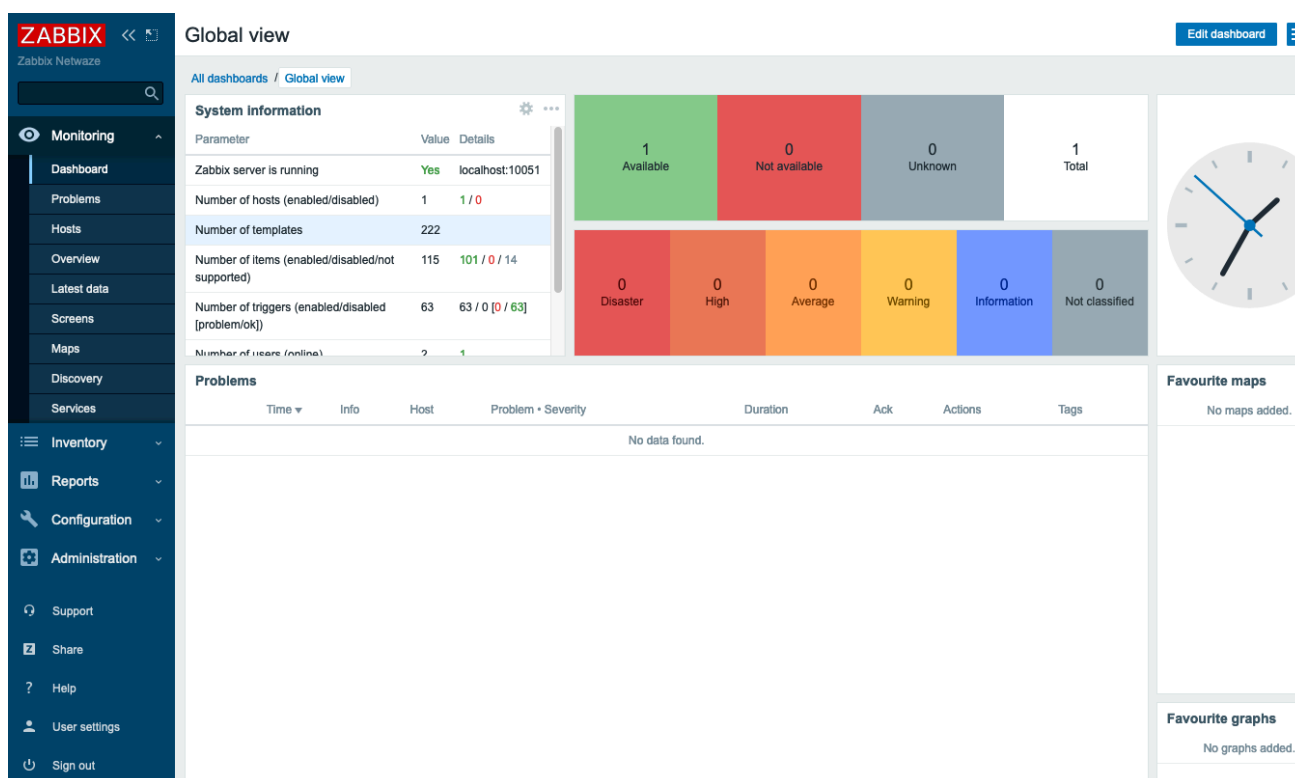 ZABBIX
Zabbix Netwaze
Monitoring
Dashboard
Problems
Hosts
Overview
Latest data
Screens
Maps
Discovery
Services
Inventory
Reports
Configuration
Administration
Support
Z Share
? Help
User settings
Sign out
Global view
Edit dashboard
All dashboards / Global view
System information
Parameter Value Details
Zabbix server is running Yes localhost:10051
Number of hosts (enabled/disabled) 1 1 / 0
Number of templates 222
Number of items (enabled/disabled/not 115 101 / 0 / 14
supported)
Number of triggers (enabled/disabled 63 63 / 0 [0 / 63]
[problem/ok])
Number of users (online) 2 1
1 0 0 1
Available Not available Unknown Total
0 0 0 0 0 0
Disaster High Average Warning Information Not classified
Problems
Time Info Host Problem • Severity Duration Ack Actions Tags
No data found.
Favourite maps
No maps added.
Favourite graphs
No graphs added.